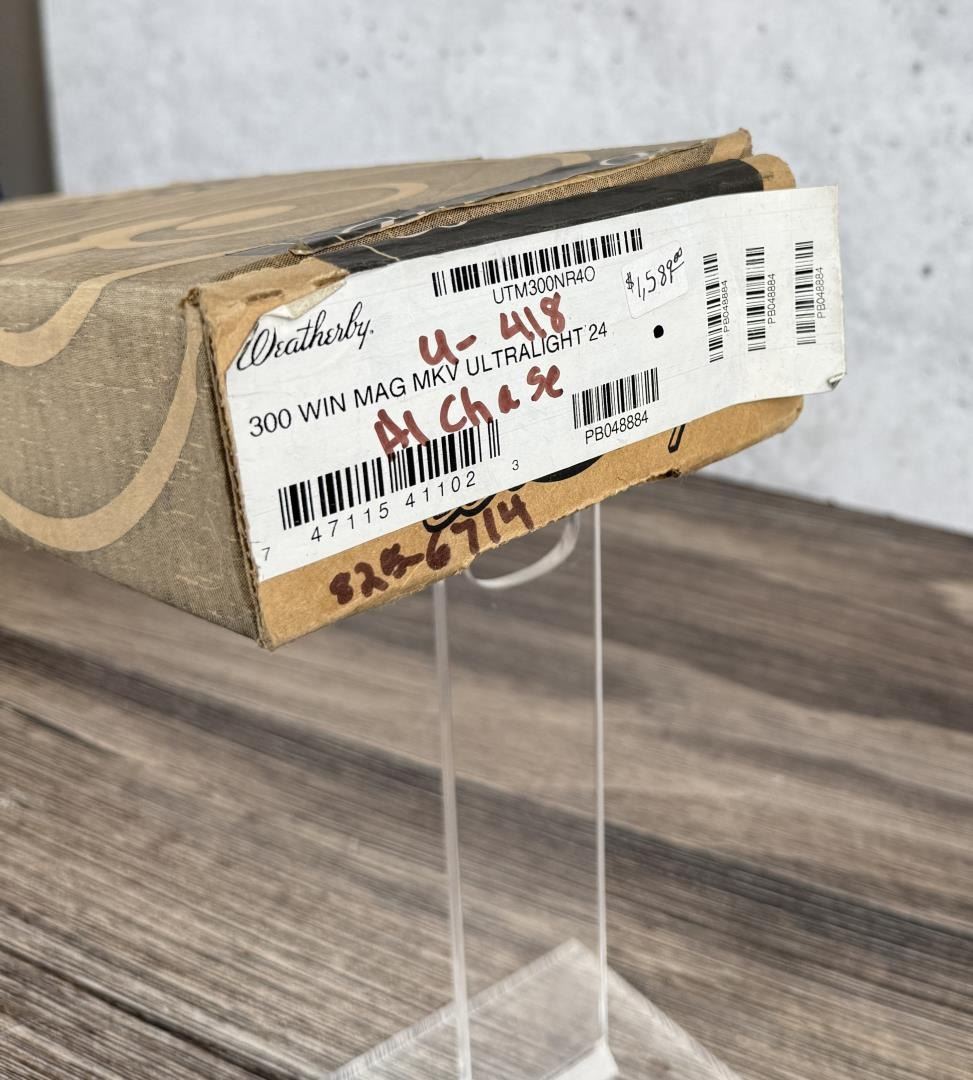 UTM300NR4O
$1,589.00
Weatherby.
U- 418
300 WIN MAG MKV ULTRALIGHT 24
Al Chase
PB048884
7 47115 41102 3
825-6714
PB048884
PB048884
PB048884